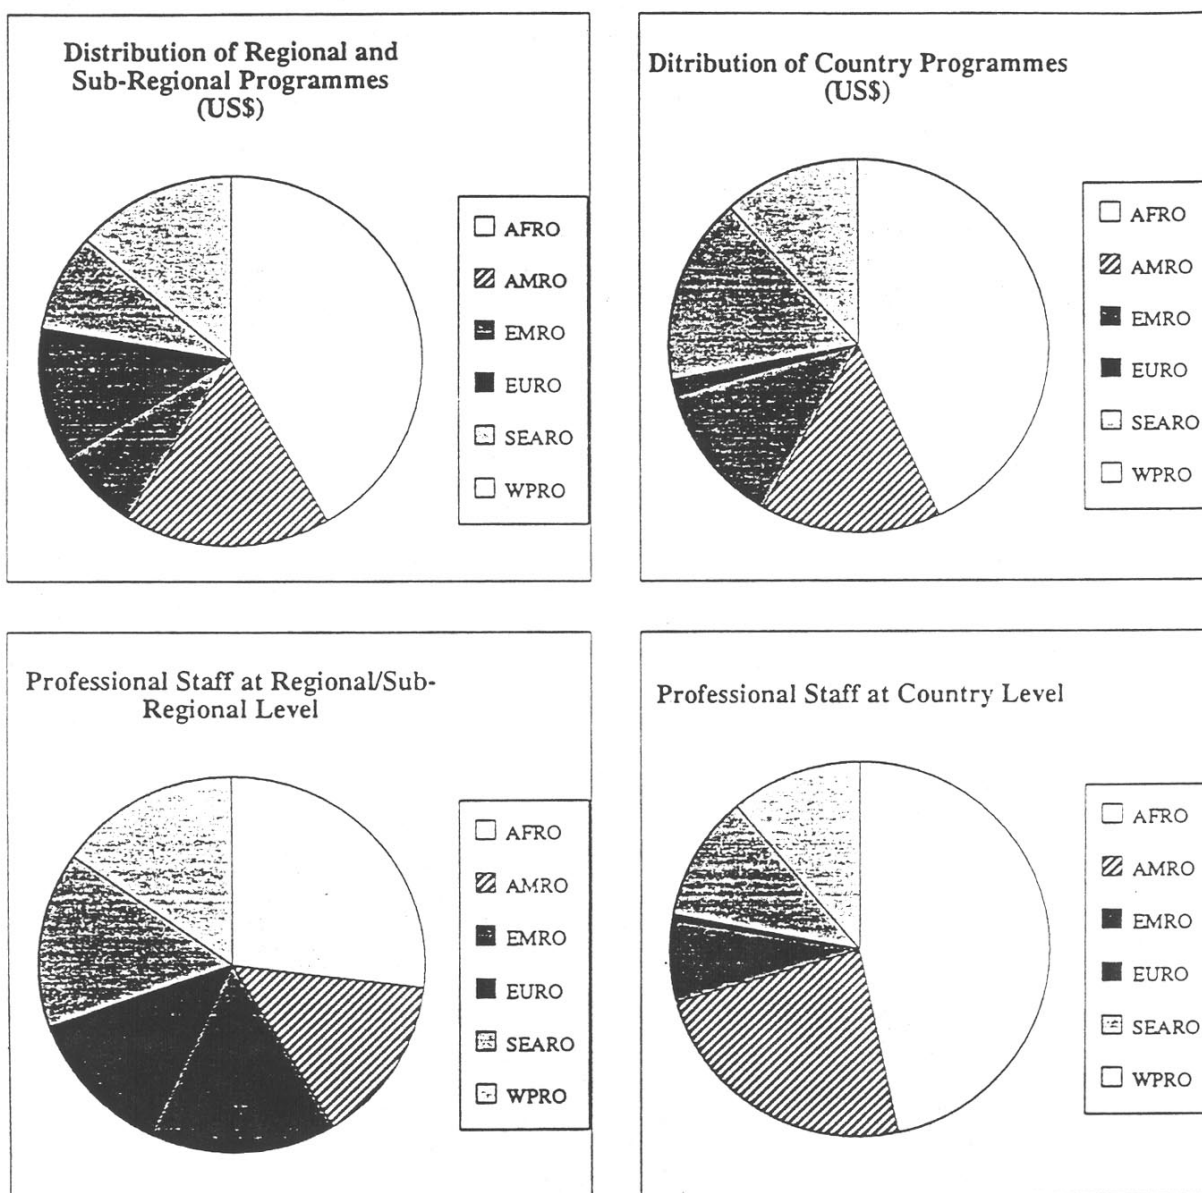 Distribution of Regional and
Sub-Regional Programmes
(US$)
AFRO
AMRO
EMRO
EURO
SEARO
WPRO
Ditribution of Country Programmes
(US$)
AFRO
AMRO
EMRO
EURO
SEARO
WPRO
Professional Staff at Regional/Sub-
Regional Level
AFRO
AMRO
EMRO
EURO
SEARO
WPRO
Professional Staff at Country Level
AFRO
AMRO
EMRO
EURO
SEARO
WPRO